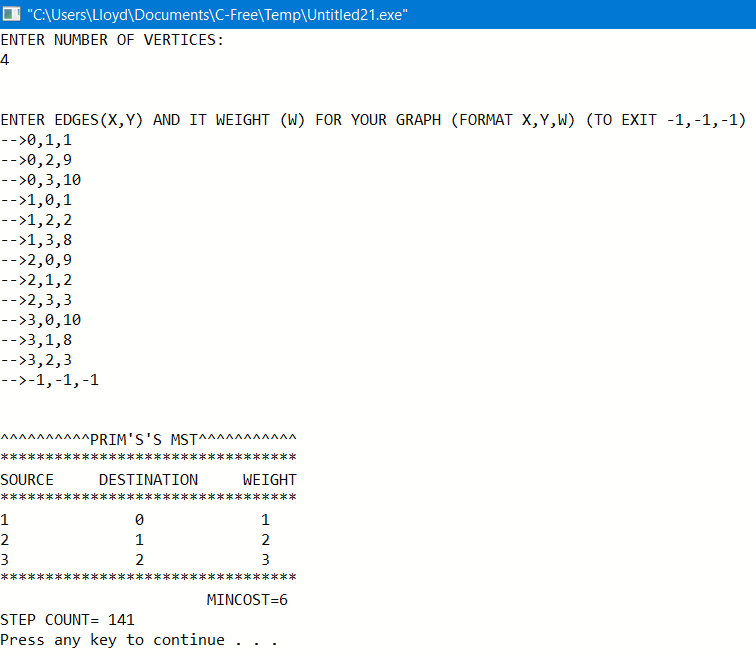 "C:\Users\Lloyd\Documents\C-Free\Temp\Untitled21.exe"
ENTER NUMBER OF VERTICES:
4
ENTER EDGES(X,Y) AND IT WEIGHT (W) FOR YOUR GRAPH (FORMAT X,Y,W) (TO EXIT -1,-1,-1)
-->0,1,1
-->0,2,9
-->0,3,10
-->1,0,1
-->1,2,2
-->1,3,8
-->2,0,9
-->2,1,2
-->2,3,3
-->3,0,10
-->3,1,8
-->3,2,3
-->-1,-1,-1
^^^^^^^^^^PRIM'S'S MST^^^^^^^^^^^
*********************************
SOURCE     DESTINATION     WEIGHT
*********************************
1              0             1
2              1             2
3              2             3
*********************************
                       MINCOST=6
STEP COUNT= 141
Press any key to continue . . .